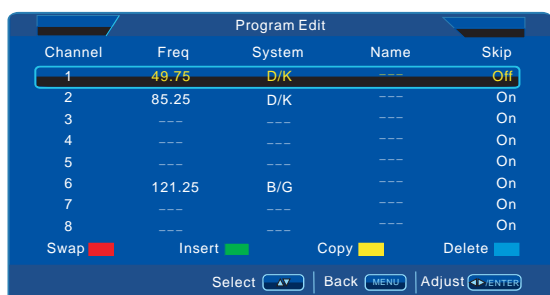 Program Edit
Channel Freq System Name Skip
1 49.75 D/K --- Off
2 85.25 D/K --- On
3 --- --- --- On
4 --- --- --- On
5 --- --- --- On
6 121.25 B/G --- On
7 --- --- --- On
8 --- --- --- On
Swap Insert Copy Delete
Select ▲▼ Back MENU Adjust ◄►/ENTER